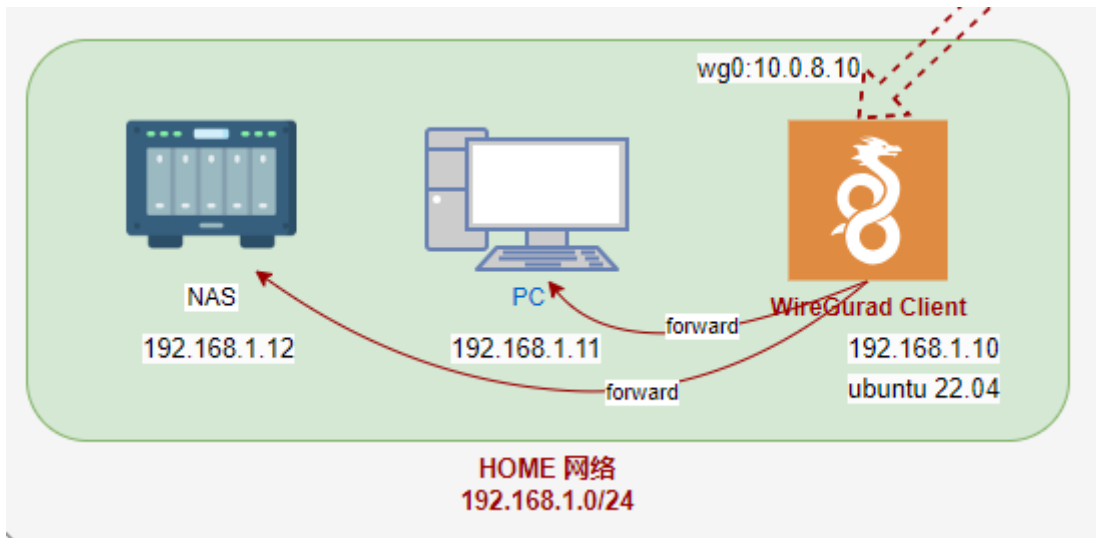 wg0:10.0.8.10
NAS
PC
WireGurad Client
forward
192.168.1.12
192.168.1.11
192.168.1.10
forward
ubuntu 22.04
HOME 网络
192.168.1.0/24